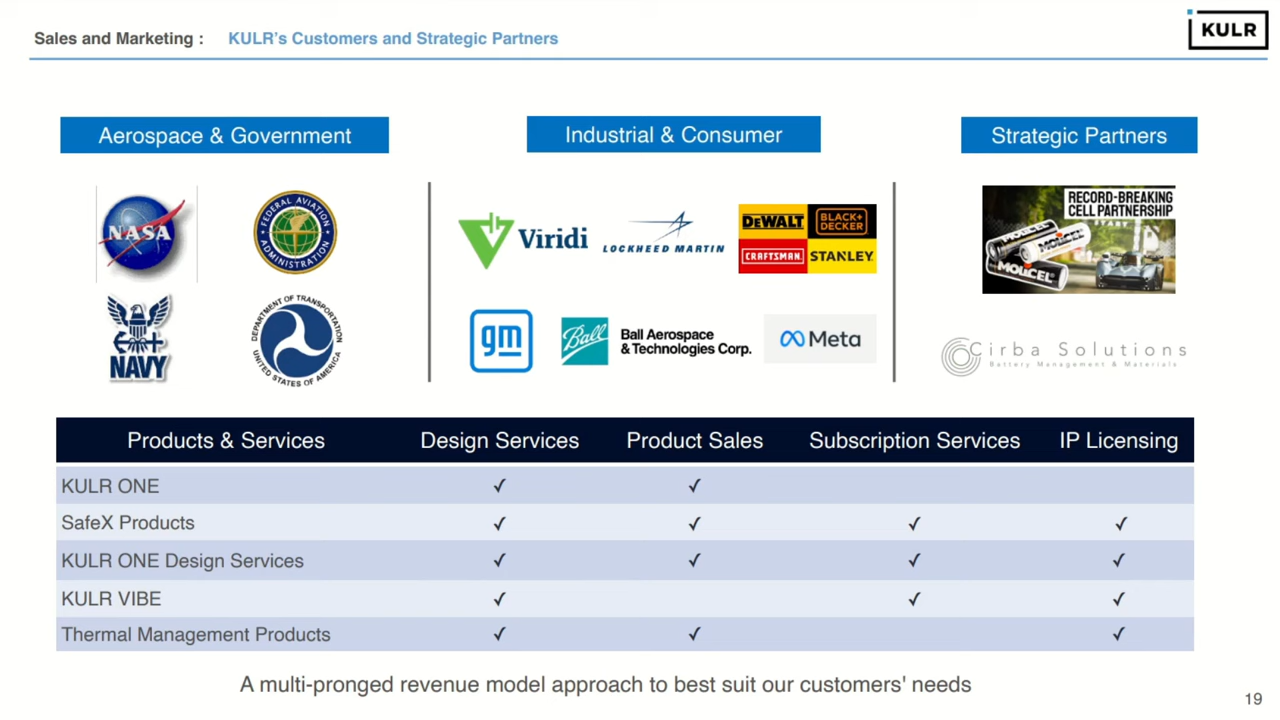 Sales and Marketing : KULR's Customers and Strategic Partners
KULR
Aerospace & Government
Industrial & Consumer
Strategic Partners
NASA
FEDERAL AVIATION
ADMINISTRATION
NAVY
DEPARTMENT OF TRANSPORTATION
UNITED STATES OF AMERICA
Viridi
LOCKHEED MARTIN
DEWALT
BLACK+
DECKER
CRAFTSMAN
STANLEY
gm
Ball
Ball Aerospace
& Technologies Corp.
Meta
RECORD-BREAKING
CELL PARTNERSHIP
START
MOLICEL
MOLICEL
MOLICEL
Cirba Solutions
Battery Management & Materials
Products & Services Design Services Product Sales Subscription Services IP Licensing
KULR ONE ✓ ✓
SafeX Products ✓ ✓ ✓ ✓
KULR ONE Design Services ✓ ✓ ✓ ✓
KULR VIBE ✓ ✓ ✓
Thermal Management Products ✓ ✓ ✓
A multi-pronged revenue model approach to best suit our customers' needs
19